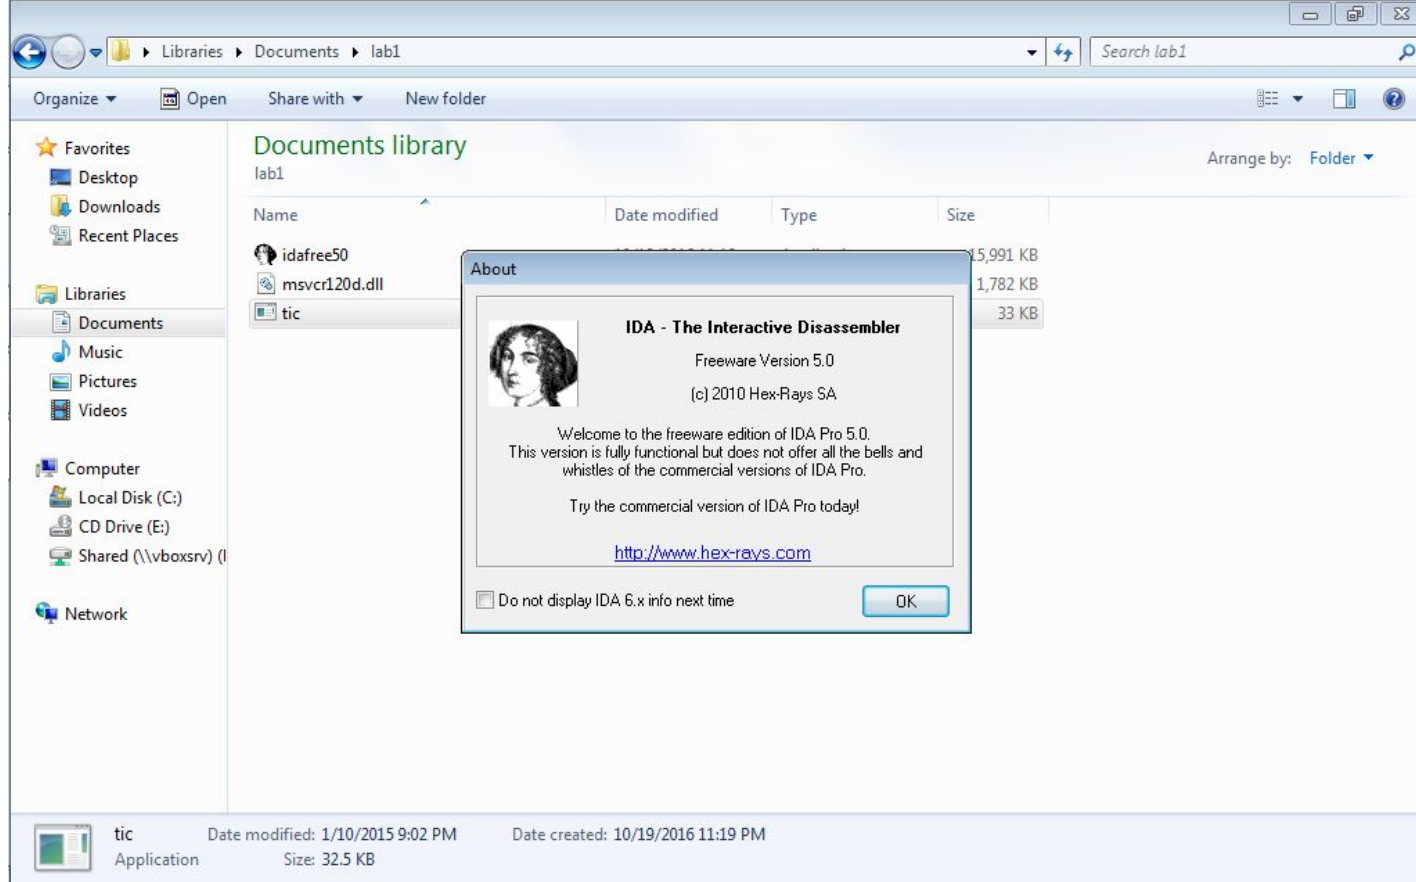 Libraries Documents lab1
Search lab1
Organize Open Share with New folder
Favorites
Desktop
Downloads
Recent Places
Libraries
Documents
Music
Pictures
Videos
Computer
Local Disk (C:)
CD Drive (E:)
Shared (\\vboxsrv) (
Network
Documents library
lab1
Arrange by: Folder
Name Date modified Type Size
idafree50 15,991 KB
msvcr120d.dll 1,782 KB
tic 33 KB
About
IDA - The Interactive Disassembler
Freeware Version 5.0
(c) 2010 Hex-Rays SA
Welcome to the freeware edition of IDA Pro 5.0.
This version is fully functional but does not offer all the bells and
whistles of the commercial versions of IDA Pro.
Try the commercial version of IDA Pro today!
http://www.hex-rays.com
Do not display IDA 6.x info next time
OK
tic Date modified: 1/10/2015 9:02 PM Date created: 10/19/2016 11:19 PM
Application Size: 32.5 KB